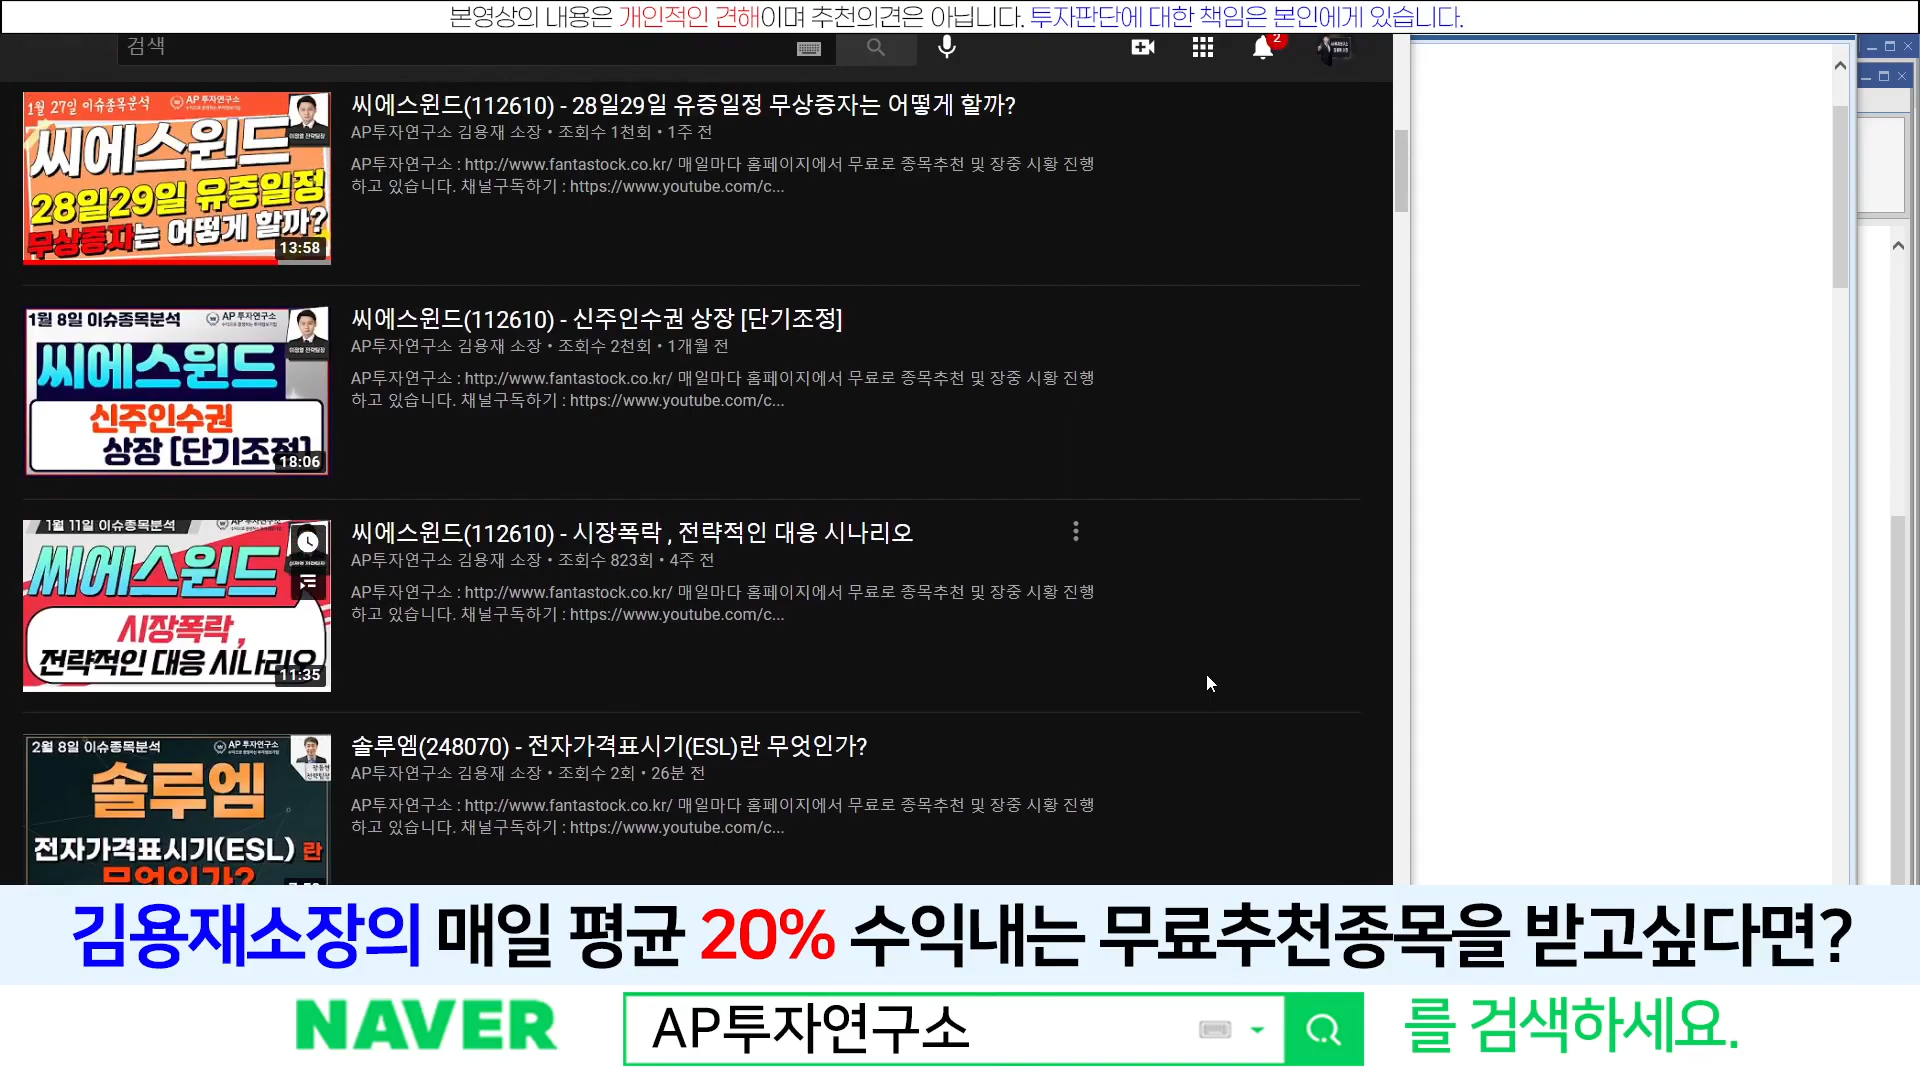 본영상의 내용은 개인적인 견해이며 추천의견은 아닙니다. 투자판단에 대한 책임은 본인에게 있습니다.
검색
2
1월 27일 이슈종목분석
AP 투자연구소
씨에스윈드
28일29일 유증일정
무상증자는 어떻게 할까?
13:58
씨에스윈드(112610) - 28일29일 유증일정 무상증자는 어떻게 할까?
AP투자연구소 김용재 소장 • 조회수 1천회 • 1주 전
AP투자연구소 : http://www.fantastock.co.kr/ 매일마다 홈페이지에서 무료로 종목추천 및 장중 시황 진행
하고 있습니다. 채널구독하기 : https://www.youtube.com/c...
1월 8일 이슈종목분석
AP 투자연구소
씨에스윈드
신주인수권
상장 [단기조정]
18:06
씨에스윈드(112610) - 신주인수권 상장 [단기조정]
AP투자연구소 김용재 소장 • 조회수 2천회 • 1개월 전
AP투자연구소 : http://www.fantastock.co.kr/ 매일마다 홈페이지에서 무료로 종목추천 및 장중 시황 진행
하고 있습니다. 채널구독하기 : https://www.youtube.com/c...
1월 11일 이슈종목분석
씨에스윈드
시장폭락 ,
전략적인 대응 시나리오
11:35
씨에스윈드(112610) - 시장폭락 , 전략적인 대응 시나리오
AP투자연구소 김용재 소장 • 조회수 823회 • 4주 전
AP투자연구소 : http://www.fantastock.co.kr/ 매일마다 홈페이지에서 무료로 종목추천 및 장중 시황 진행
하고 있습니다. 채널구독하기 : https://www.youtube.com/c...
2월 8일 이슈종목분석
AP 투자연구소
솔루엠
전자가격표시기(ESL) 란
무엇인가?
솔루엠(248070) - 전자가격표시기(ESL)란 무엇인가?
AP투자연구소 김용재 소장 • 조회수 2회 • 26분 전
AP투자연구소 : http://www.fantastock.co.kr/ 매일마다 홈페이지에서 무료로 종목추천 및 장중 시황 진행
하고 있습니다. 채널구독하기 : https://www.youtube.com/c...
김용재소장의 매일 평균 20% 수익내는 무료추천종목을 받고싶다면?
NAVER AP투자연구소 를 검색하세요.